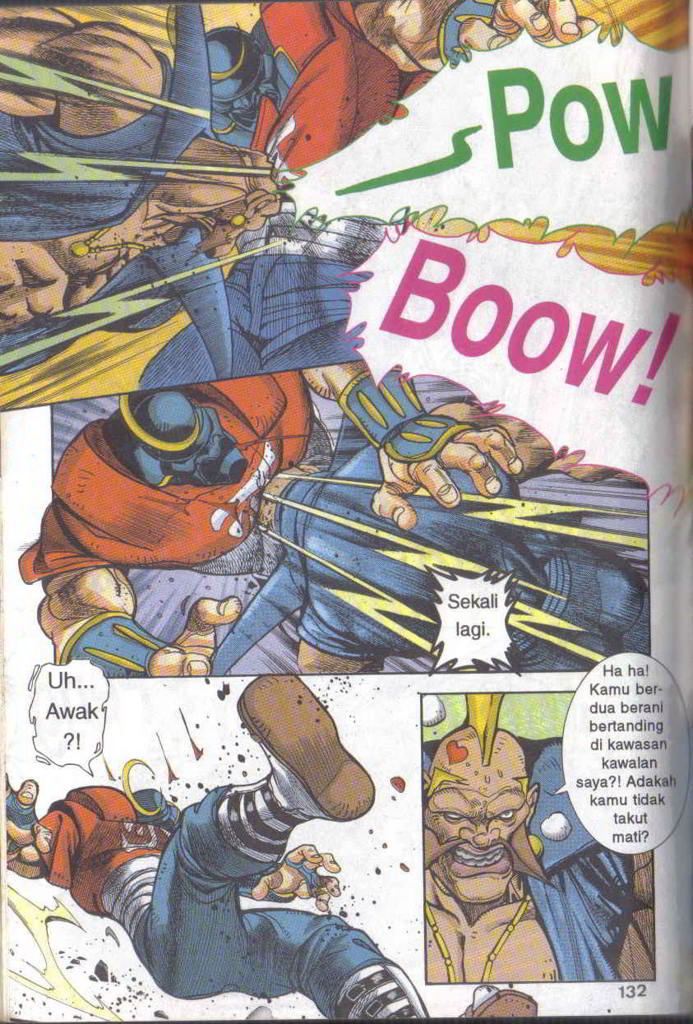 Pow
Boow!
Sekali
lagi.
Uh...
Awak
?!
Ha ha!
Kamu ber-
dua berani
bertanding
di kawasan
kawalan
saya?! Adakah
kamu tidak
takut
mati?
132